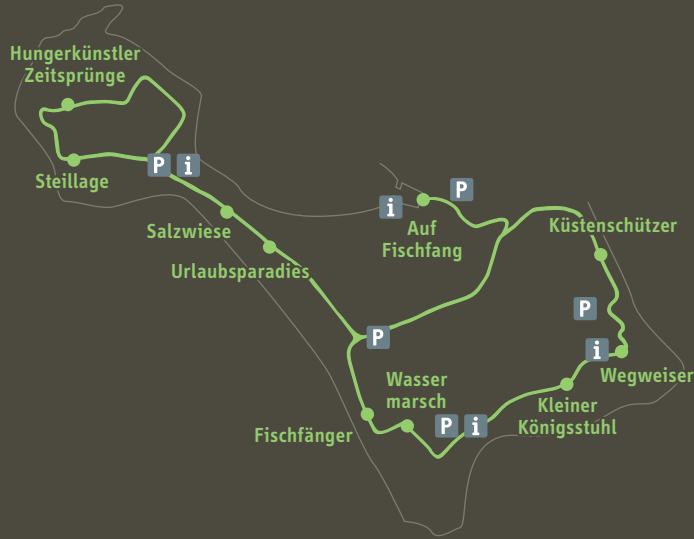 Hungerkünstler
Zeitsprünge
Steillage
P i
Salzwiese
Urlaubsparadies
P
i
Auf
Fischfang
Küstenschützer
P
P
i
Wegweiser
Wasser
marsch
Kleiner
Königsstuhl
P i
Fischfänger